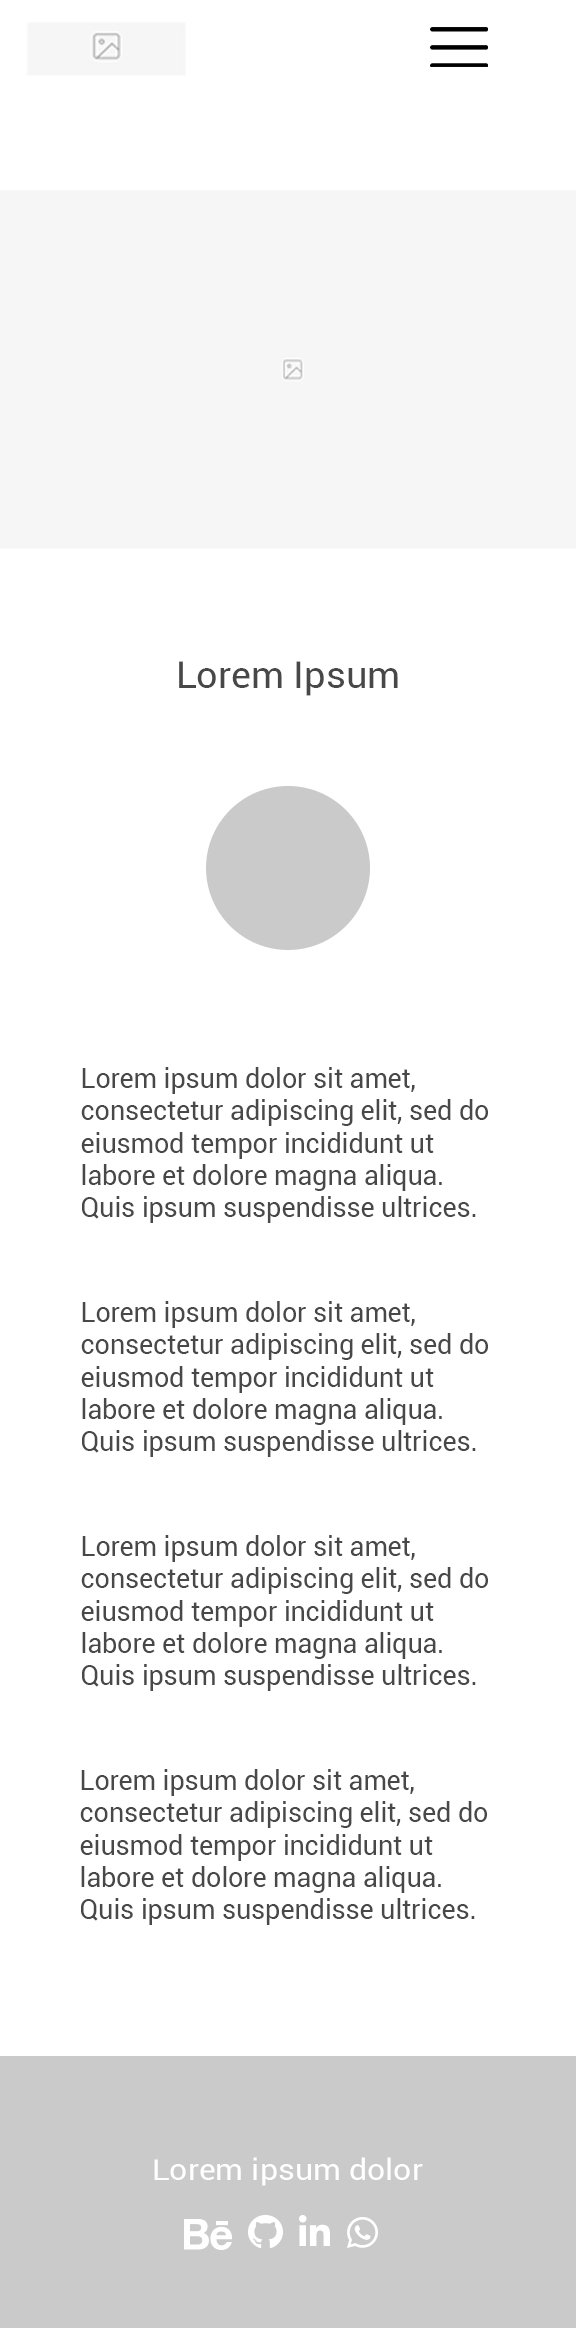 Lorem Ipsum
Lorem ipsum dolor sit amet,
consectetur adipiscing elit, sed do
eiusmod tempor incididunt ut
labore et dolore magna aliqua.
Quis ipsum suspendisse ultrices.
Lorem ipsum dolor sit amet,
consectetur adipiscing elit, sed do
eiusmod tempor incididunt ut
labore et dolore magna aliqua.
Quis ipsum suspendisse ultrices.
Lorem ipsum dolor sit amet,
consectetur adipiscing elit, sed do
eiusmod tempor incididunt ut
labore et dolore magna aliqua.
Quis ipsum suspendisse ultrices.
Lorem ipsum dolor sit amet,
consectetur adipiscing elit, sed do
eiusmod tempor incididunt ut
labore et dolore magna aliqua.
Quis ipsum suspendisse ultrices.
Lorem ipsum dolor
Bē in